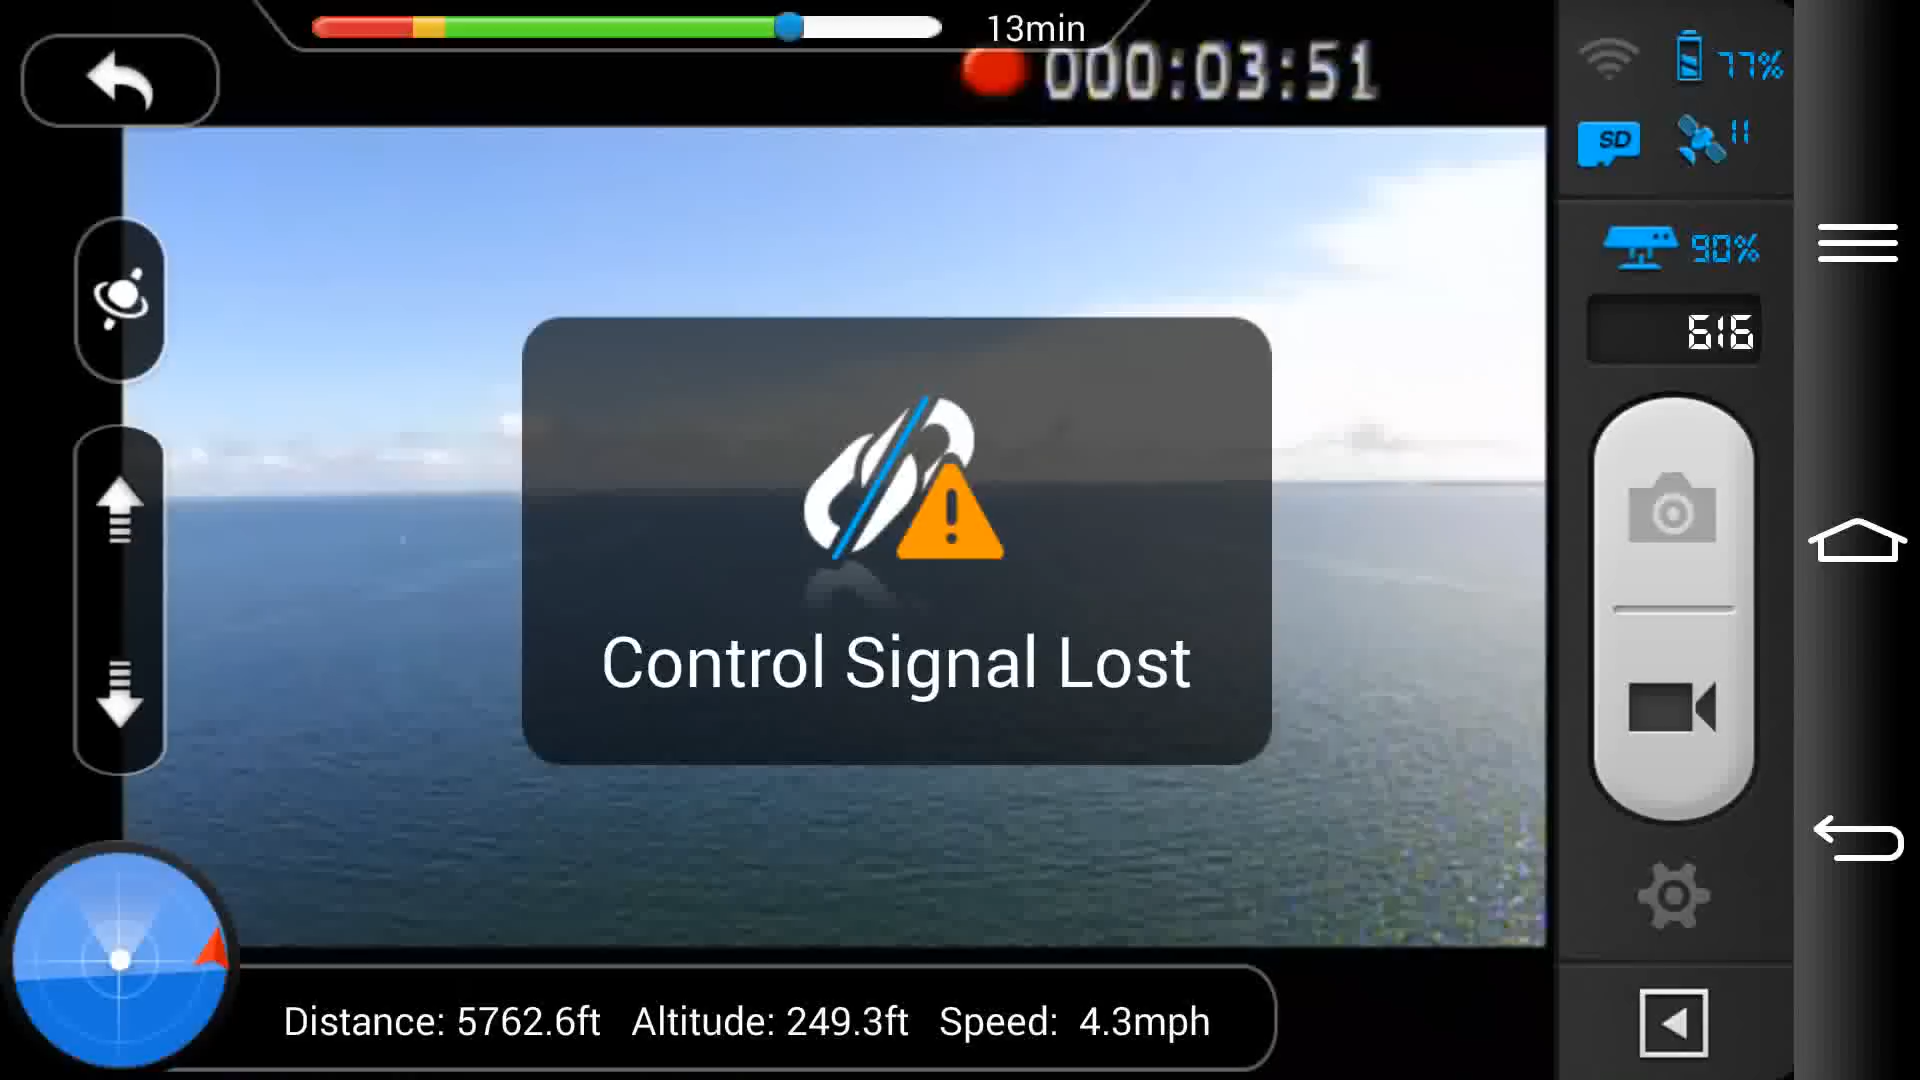 13min
000:03:51
77%
SD
11
90%
616
Control Signal Lost
Distance: 5762.6ft Altitude: 249.3ft Speed: 4.3mph